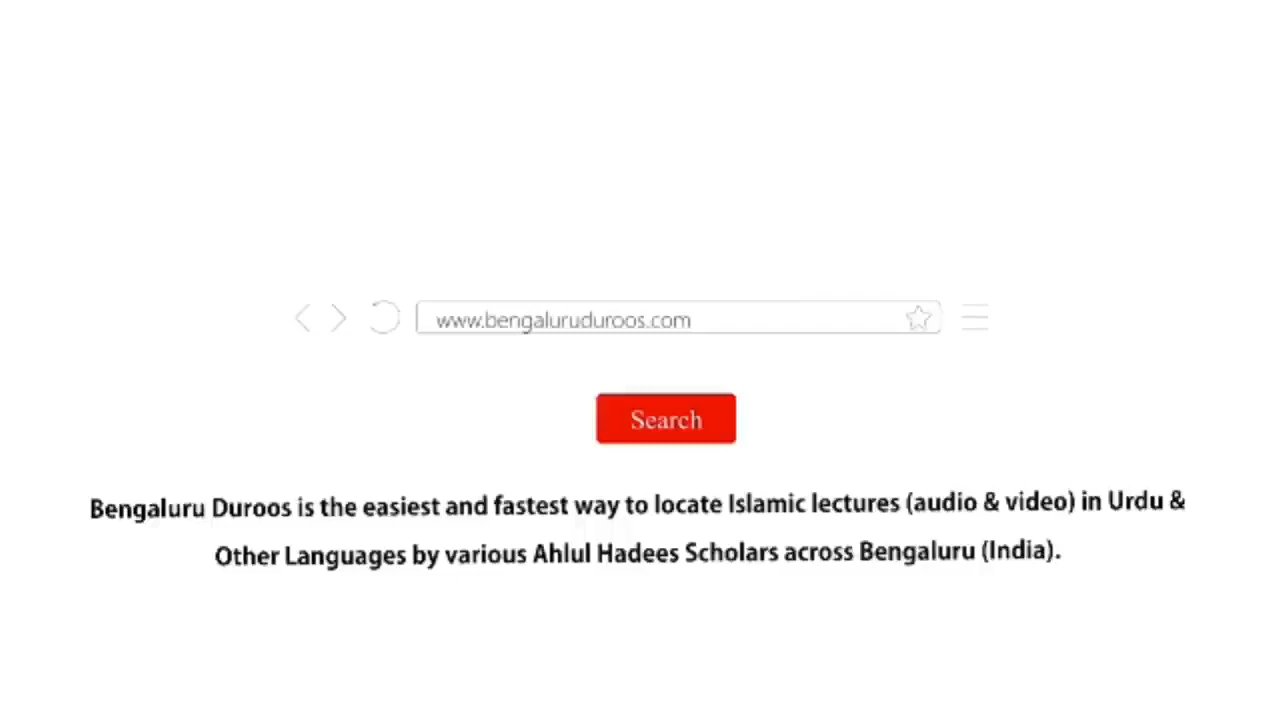 www.bengaluruduroos.com
Search
Bengaluru Duroos is the easiest and fastest way to locate Islamic lectures (audio & video) in Urdu &
Other Languages by various Ahlul Hadees Scholars across Bengaluru (India).